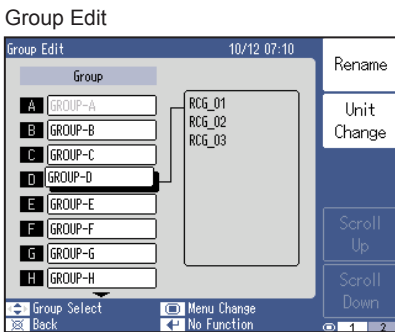 Group Edit
Group Edit 10/12 07:10
Group
A GROUP-A
B GROUP-B
C GROUP-C
D GROUP-D
E GROUP-E
F GROUP-F
G GROUP-G
H GROUP-H
RCG_01
RCG_02
RCG_03
Rename
Unit
Change
Scroll
Up
Scroll
Down
Group Select Menu Change
Back No Function
1 2